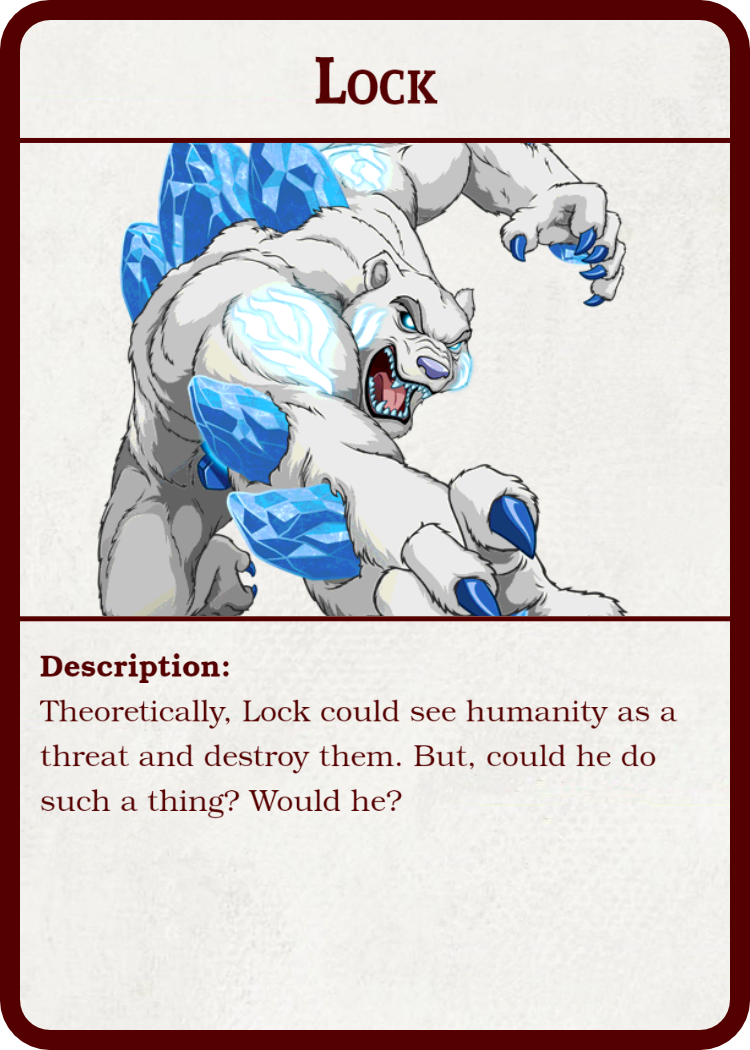 Lock
Description:
Theoretically, Lock could see humanity as a
threat and destroy them. But, could he do
such a thing? Would he?